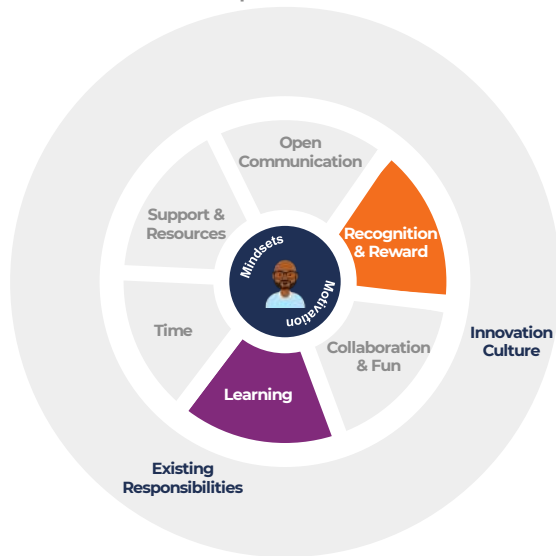 Open
Communication
Recognition
& Reward
Support &
Resources
Mindsets
Motivation
Time
Collaboration
& Fun
Innovation
Culture
Learning
Existing
Responsibilities